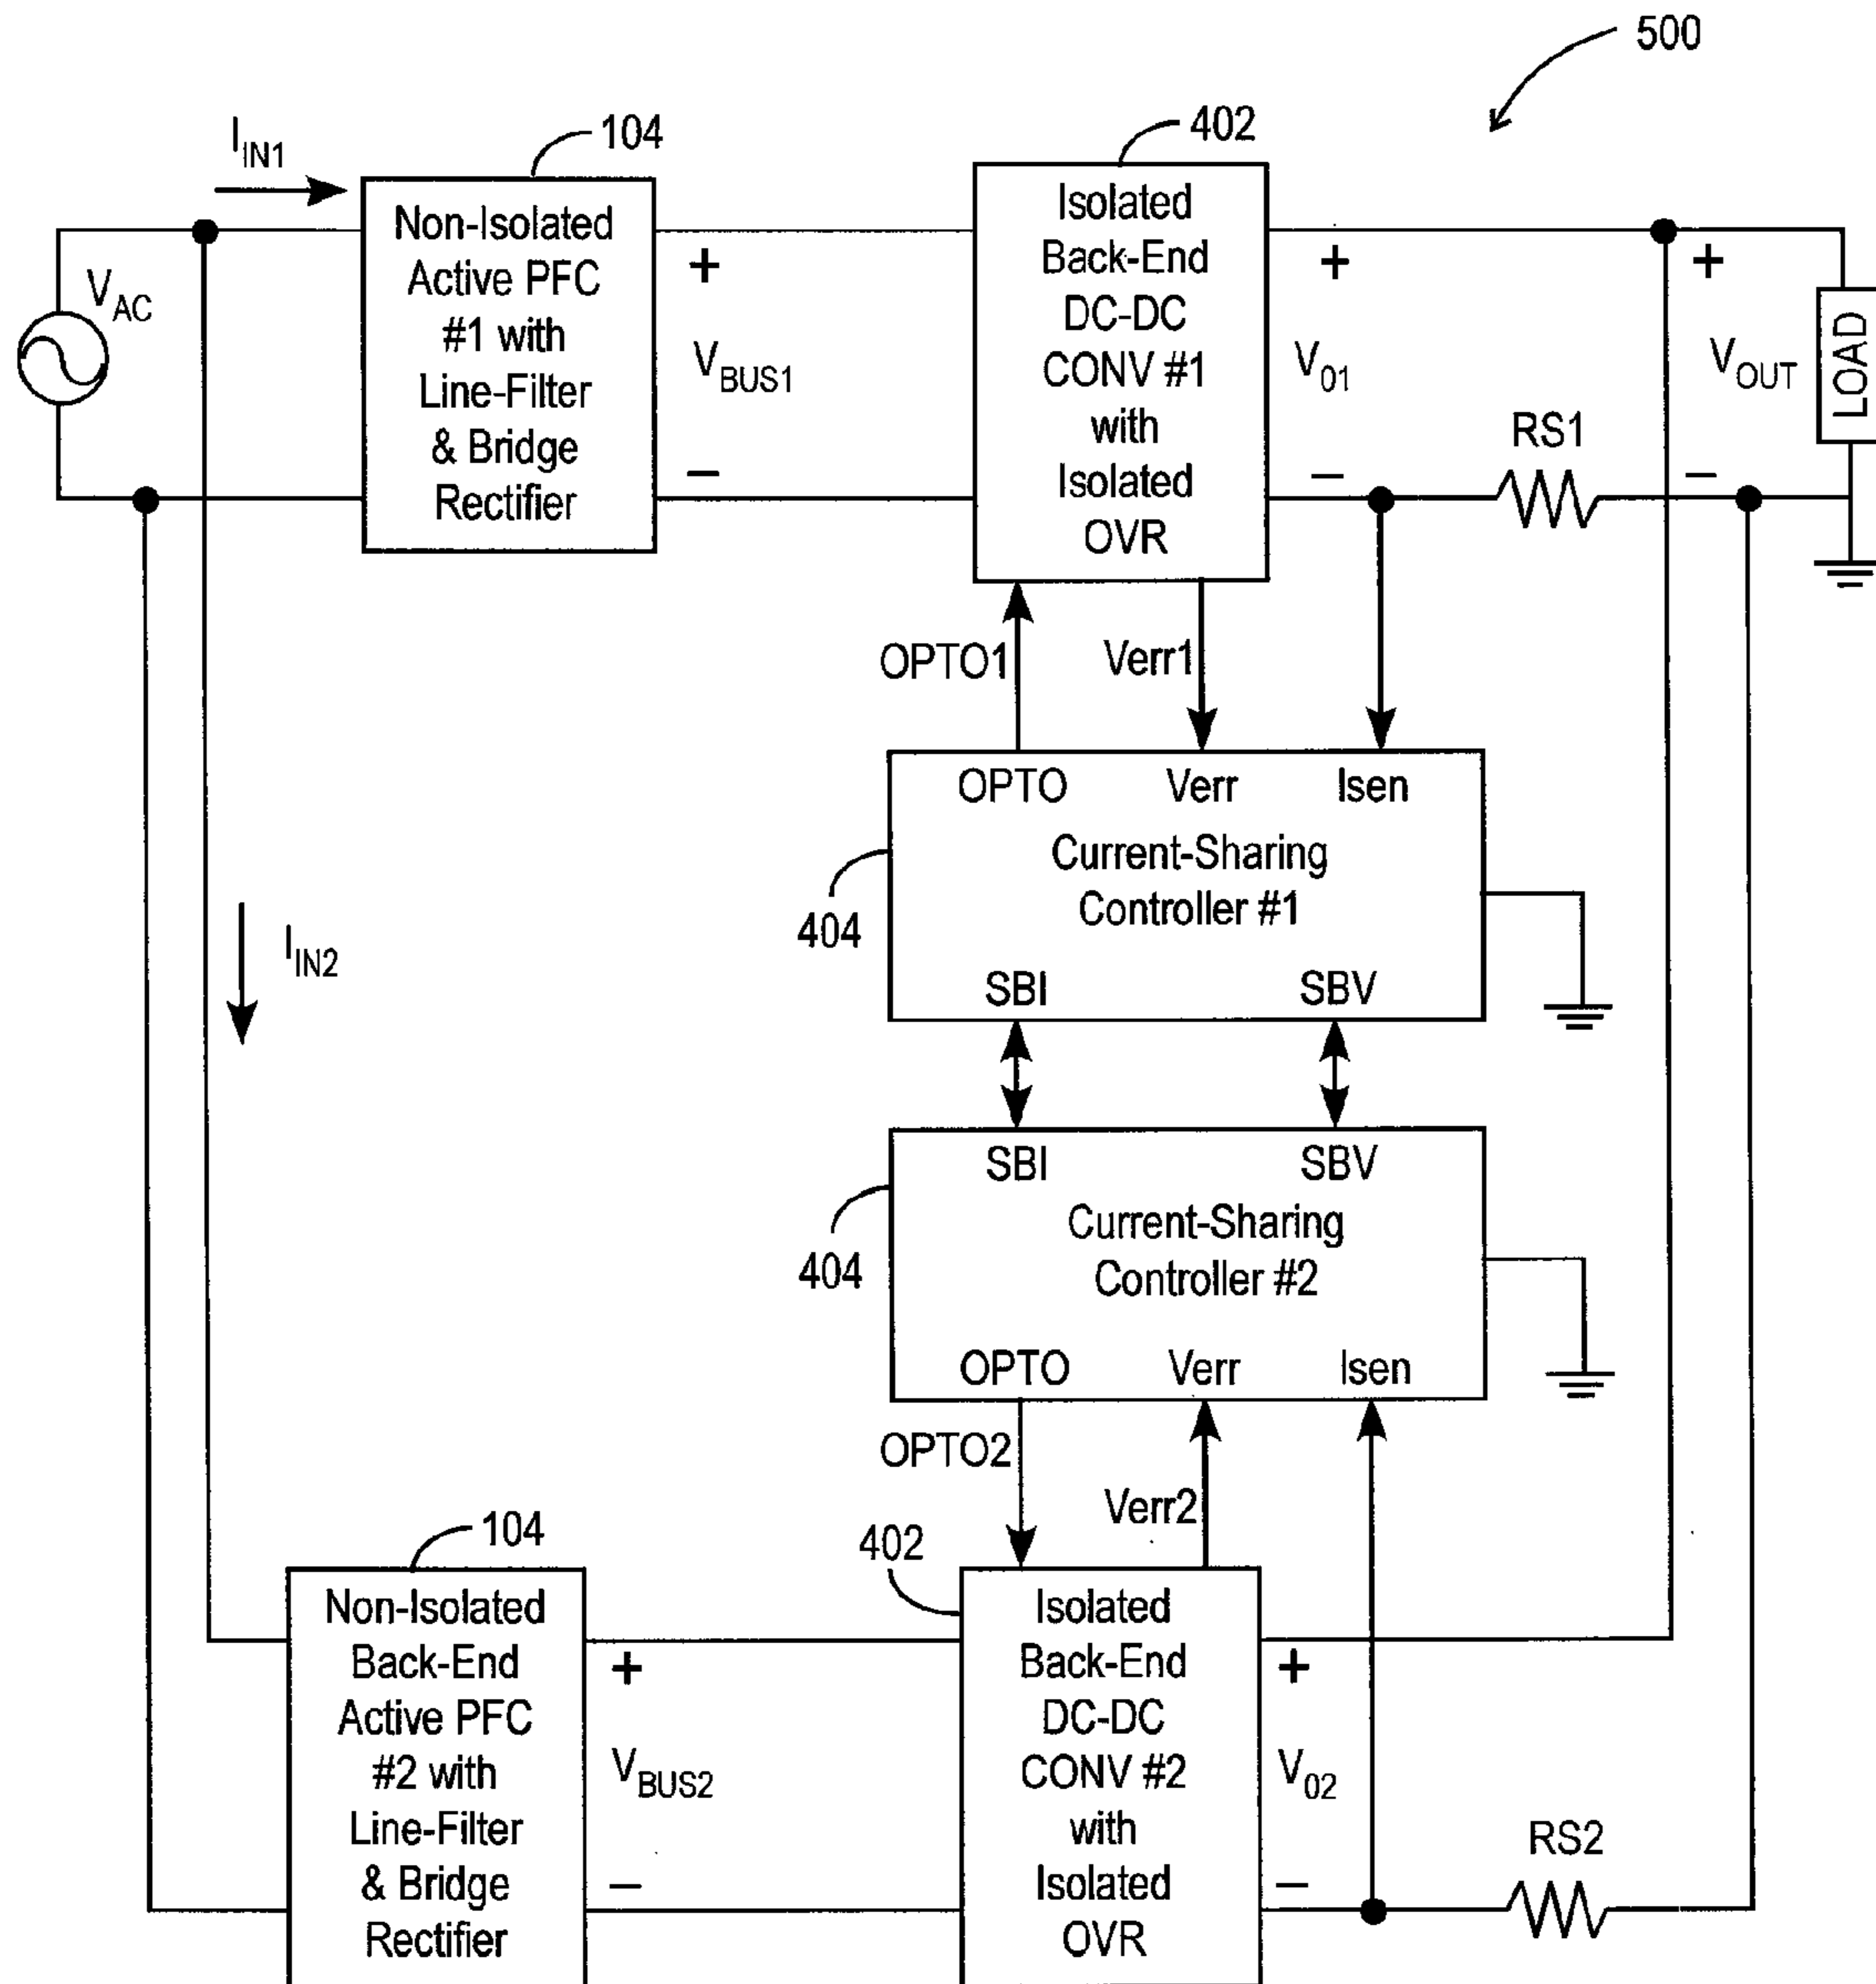 500
104
402
I_IN1
Non-Isolated
Active PFC
#1 with
Line-Filter
& Bridge
Rectifier
Isolated
Back-End
DC-DC
CONV #1
with
Isolated
OVR
V_AC
+
V_BUS1
−
+
V_01
−
+
V_OUT
−
LOAD
RS1
OPTO1
Verr1
OPTO Verr Isen
Current-Sharing
Controller #1
404
SBI SBV
I_IN2
SBI SBV
Current-Sharing
Controller #2
404
OPTO Verr Isen
OPTO2
Verr2
104
402
Non-Isolated
Back-End
Active PFC
#2 with
Line-Filter
& Bridge
Rectifier
+
V_BUS2
−
Isolated
Back-End
DC-DC
CONV #2
with
Isolated
OVR
+
V_02
−
RS2